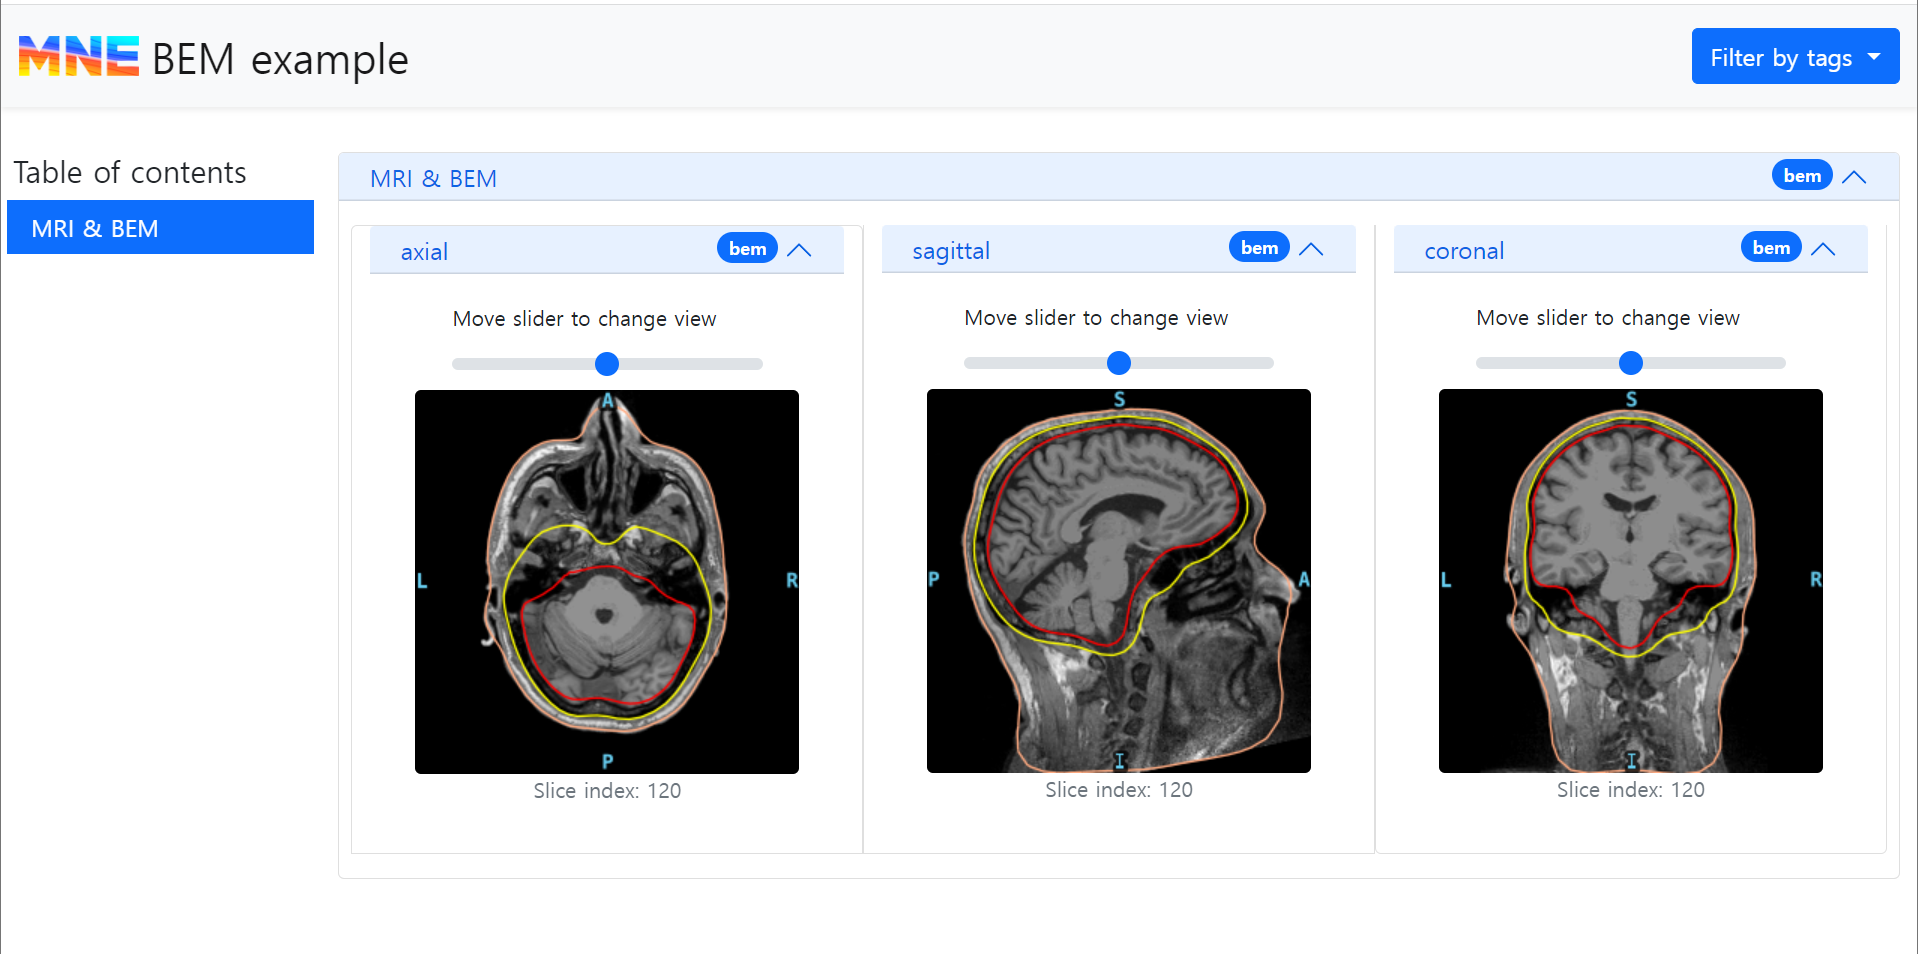 MNE BEM example
Filter by tags
Table of contents
MRI & BEM
MRI & BEM
bem
axial
bem
Move slider to change view
A
L
R
P
Slice index: 120
sagittal
bem
Move slider to change view
S
P
A
I
Slice index: 120
coronal
bem
Move slider to change view
S
L
R
I
Slice index: 120